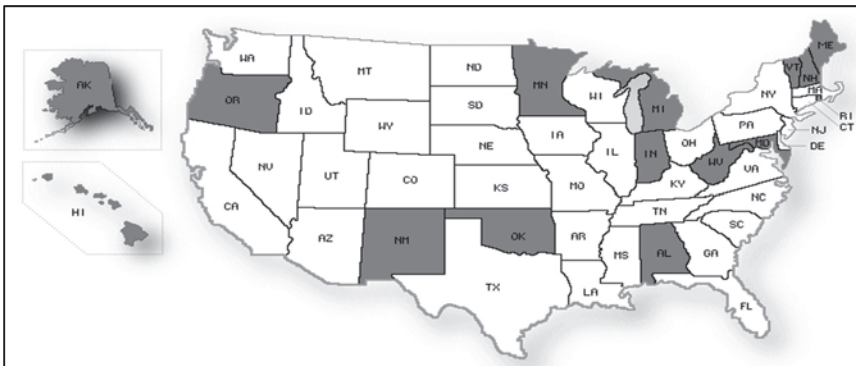 WA
MT
ND
MN
ME
VT
NH
AK
OR
ID
SD
WI
MI
NY
MA
RI
CT
WY
IA
PA
NJ
DE
NE
NV
UT
CO
KS
IL
IN
OH
WV
MD
VA
CA
MO
KY
HI
AZ
NM
OK
AR
TN
NC
SC
MS
AL
GA
TX
LA
FL